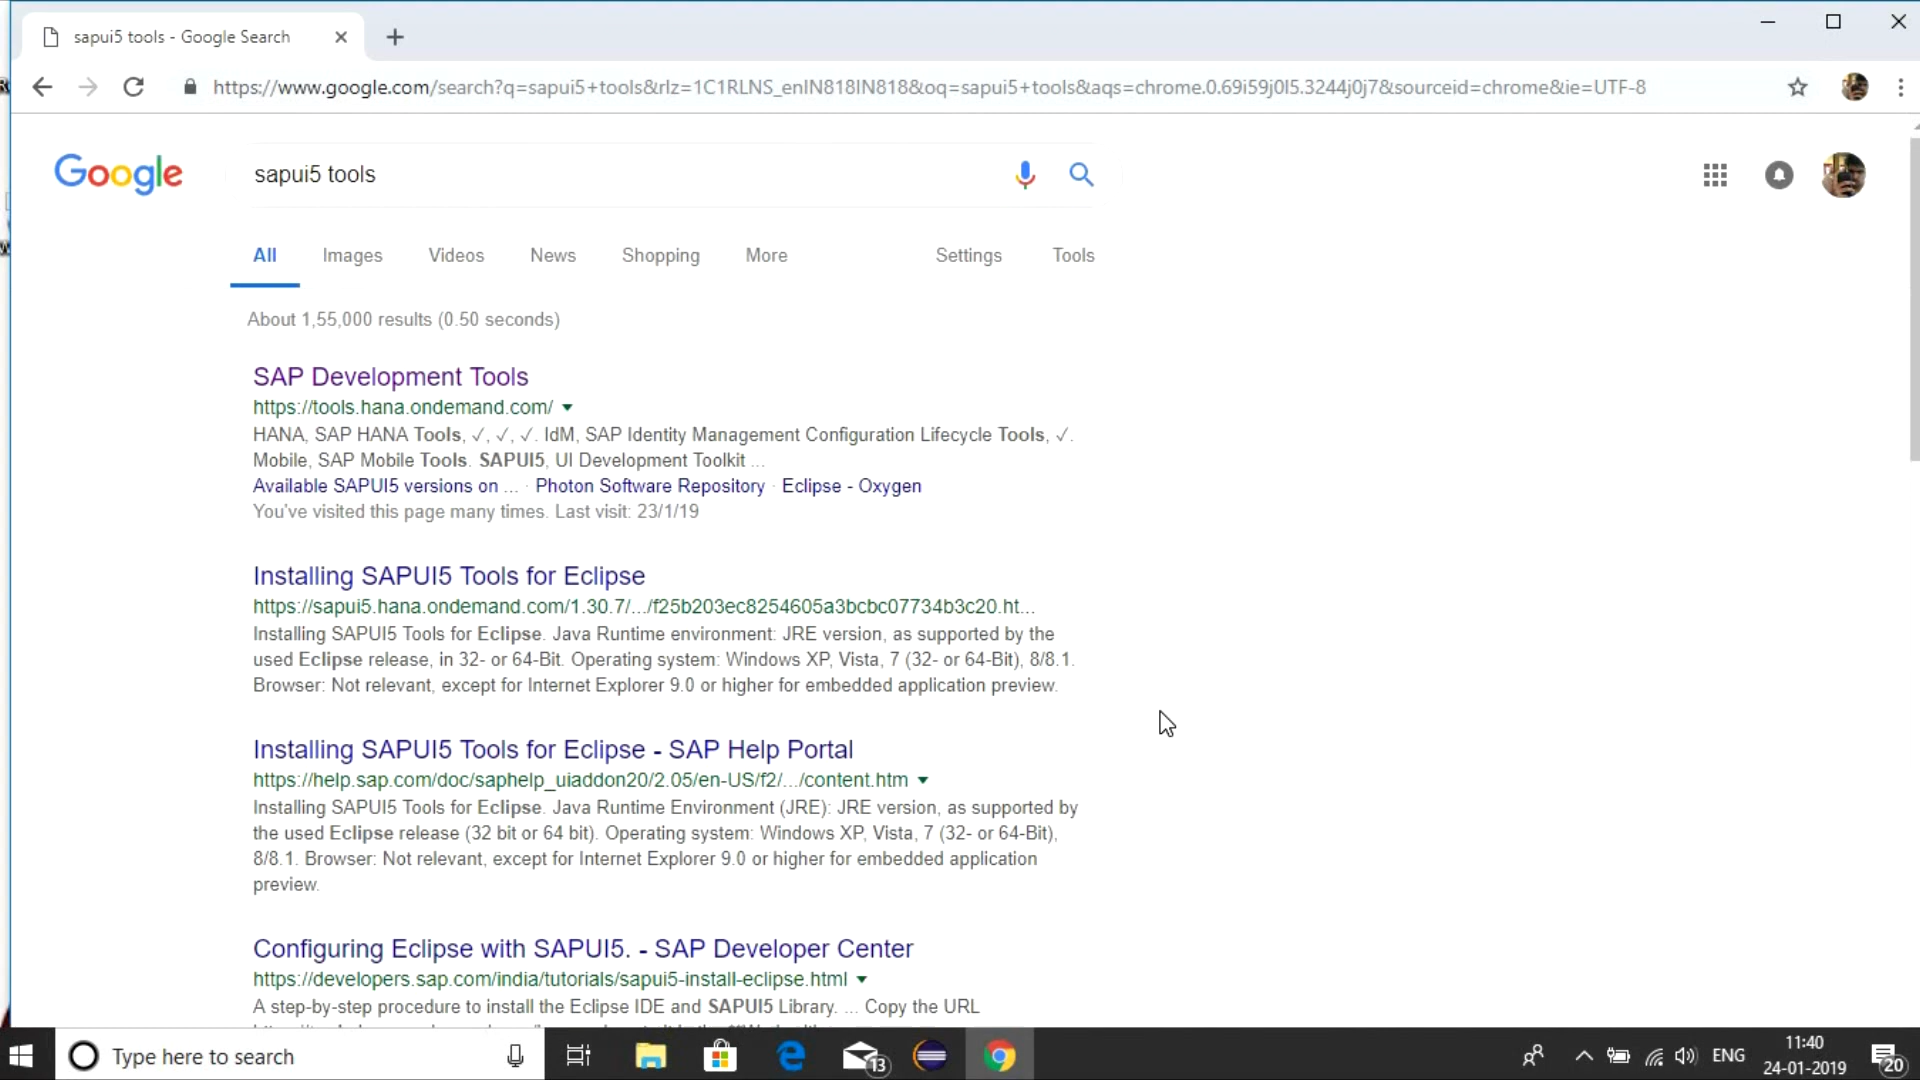 sapui5 tools - Google Search
https://www.google.com/search?q=sapui5+tools&rlz=1C1RLNS_enIN818IN818&oq=sapui5+tools&aqs=chrome.0.69i59j0l5.3244j0j7&sourceid=chrome&ie=UTF-8
Google
sapui5 tools
All Images Videos News Shopping More Settings Tools
About 1,55,000 results (0.50 seconds)
SAP Development Tools
https://tools.hana.ondemand.com/
HANA, SAP HANA Tools, ✓, ✓, ✓. IdM, SAP Identity Management Configuration Lifecycle Tools, ✓.
Mobile, SAP Mobile Tools. SAPUI5, UI Development Toolkit ...
Available SAPUI5 versions on ... · Photon Software Repository · Eclipse - Oxygen
You've visited this page many times. Last visit: 23/1/19
Installing SAPUI5 Tools for Eclipse
https://sapui5.hana.ondemand.com/1.30.7/.../f25b203ec8254605a3bcbc07734b3c20.ht...
Installing SAPUI5 Tools for Eclipse. Java Runtime environment: JRE version, as supported by the
used Eclipse release, in 32- or 64-Bit. Operating system: Windows XP, Vista, 7 (32- or 64-Bit), 8/8.1.
Browser: Not relevant, except for Internet Explorer 9.0 or higher for embedded application preview.
Installing SAPUI5 Tools for Eclipse - SAP Help Portal
https://help.sap.com/doc/saphelp_uiaddon20/2.05/en-US/f2/.../content.htm
Installing SAPUI5 Tools for Eclipse. Java Runtime Environment (JRE): JRE version, as supported by
the used Eclipse release (32 bit or 64 bit). Operating system: Windows XP, Vista, 7 (32- or 64-Bit),
8/8.1. Browser: Not relevant, except for Internet Explorer 9.0 or higher for embedded application
preview.
Configuring Eclipse with SAPUI5. - SAP Developer Center
https://developers.sap.com/india/tutorials/sapui5-install-eclipse.html
A step-by-step procedure to install the Eclipse IDE and SAPUI5 Library. ... Copy the URL
Type here to search
13
ENG
11:40
24-01-2019
20